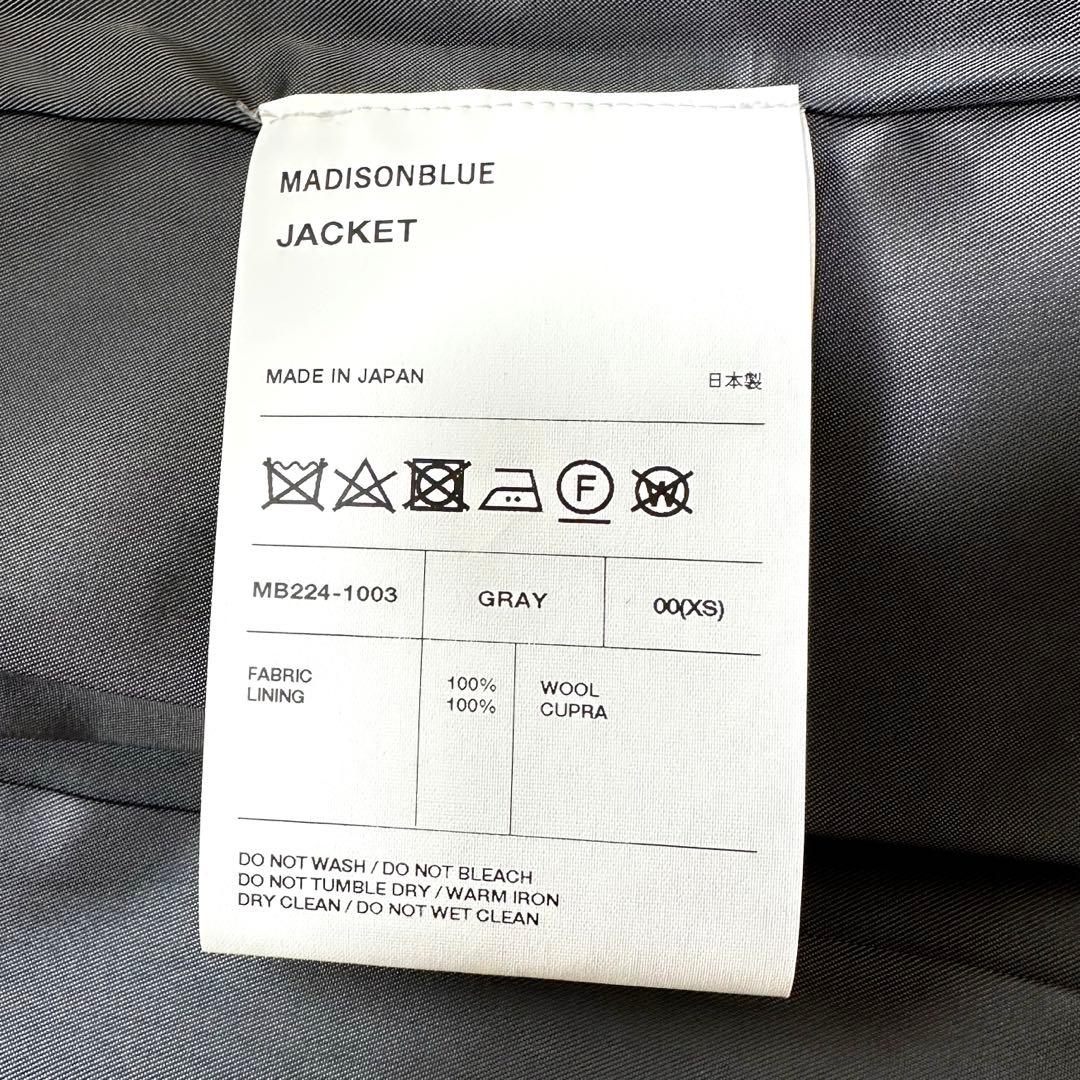 MADISONBLUE
JACKET
MADE IN JAPAN 日本製
F W
MB224-1003 GRAY 00(XS)
FABRIC 100% WOOL
LINING 100% CUPRA
DO NOT WASH / DO NOT BLEACH
DO NOT TUMBLE DRY / WARM IRON
DRY CLEAN / DO NOT WET CLEAN